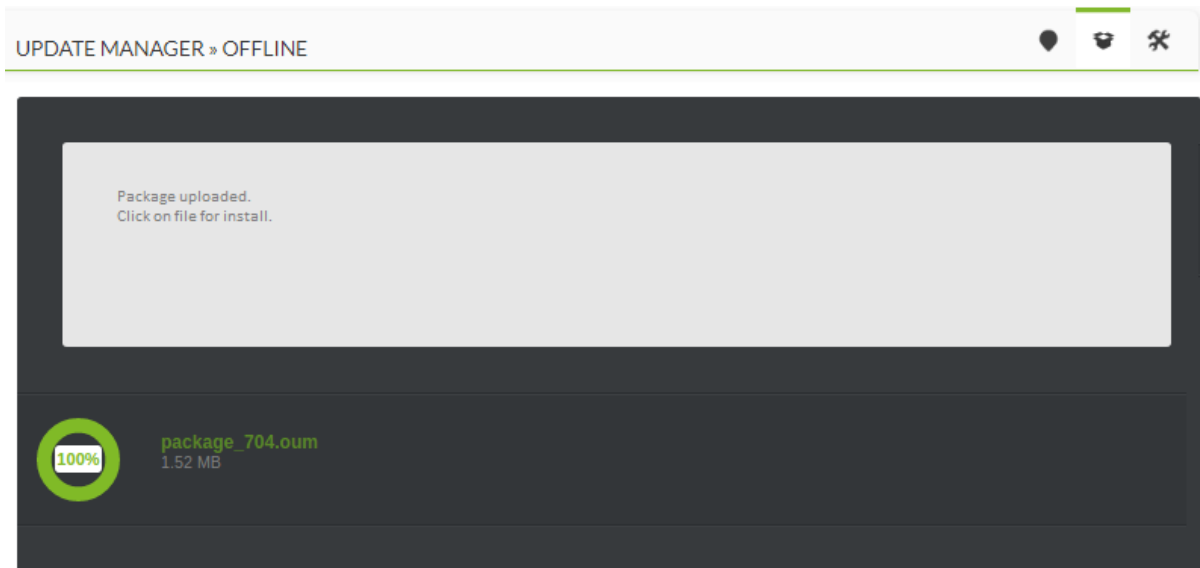 UPDATE MANAGER » OFFLINE
Package uploaded.
Click on file for install.
100%
package_704.oum
1.52 MB